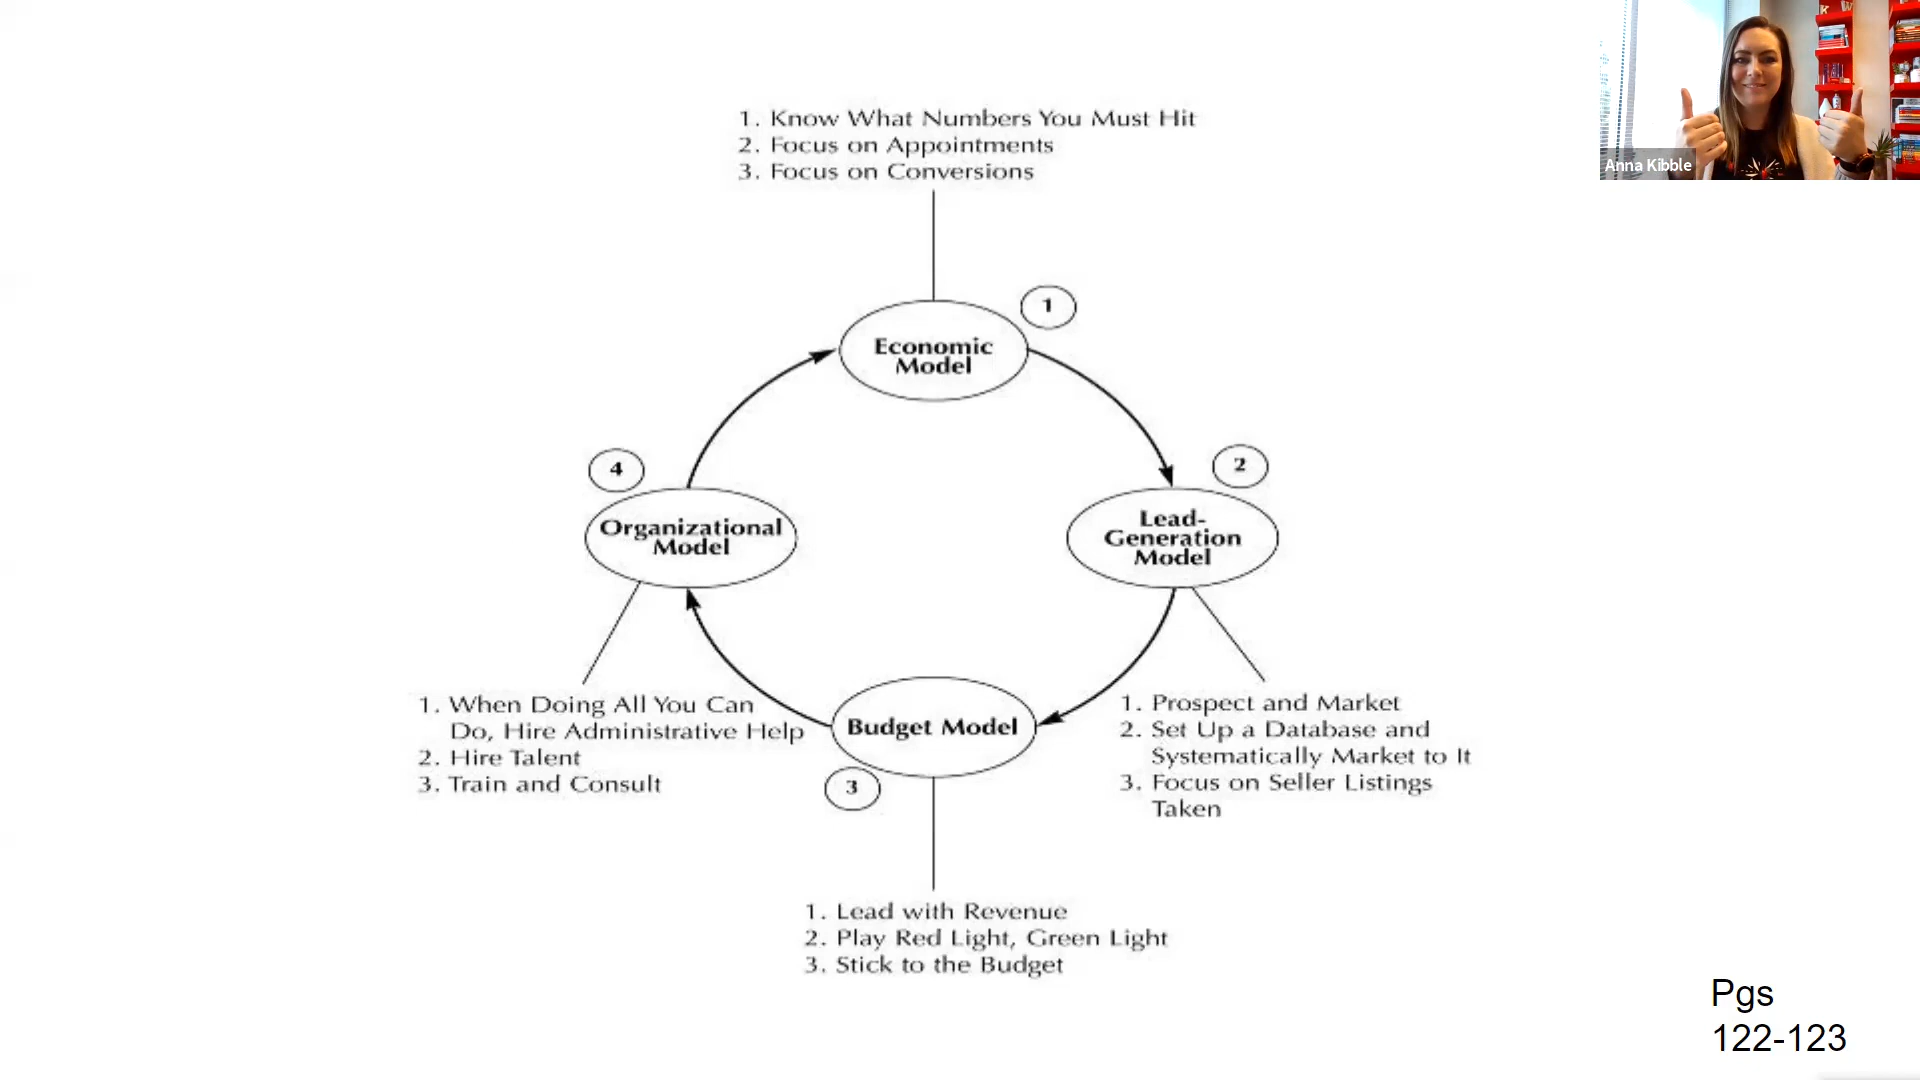 K W
Anna Kibble
1. Know What Numbers You Must Hit
2. Focus on Appointments
3. Focus on Conversions
1
Economic
Model
2
Lead-
Generation
Model
4
Organizational
Model
1. When Doing All You Can
Do, Hire Administrative Help
2. Hire Talent
3. Train and Consult
Budget Model
3
1. Prospect and Market
2. Set Up a Database and
Systematically Market to It
3. Focus on Seller Listings
Taken
1. Lead with Revenue
2. Play Red Light, Green Light
3. Stick to the Budget
Pgs
122-123